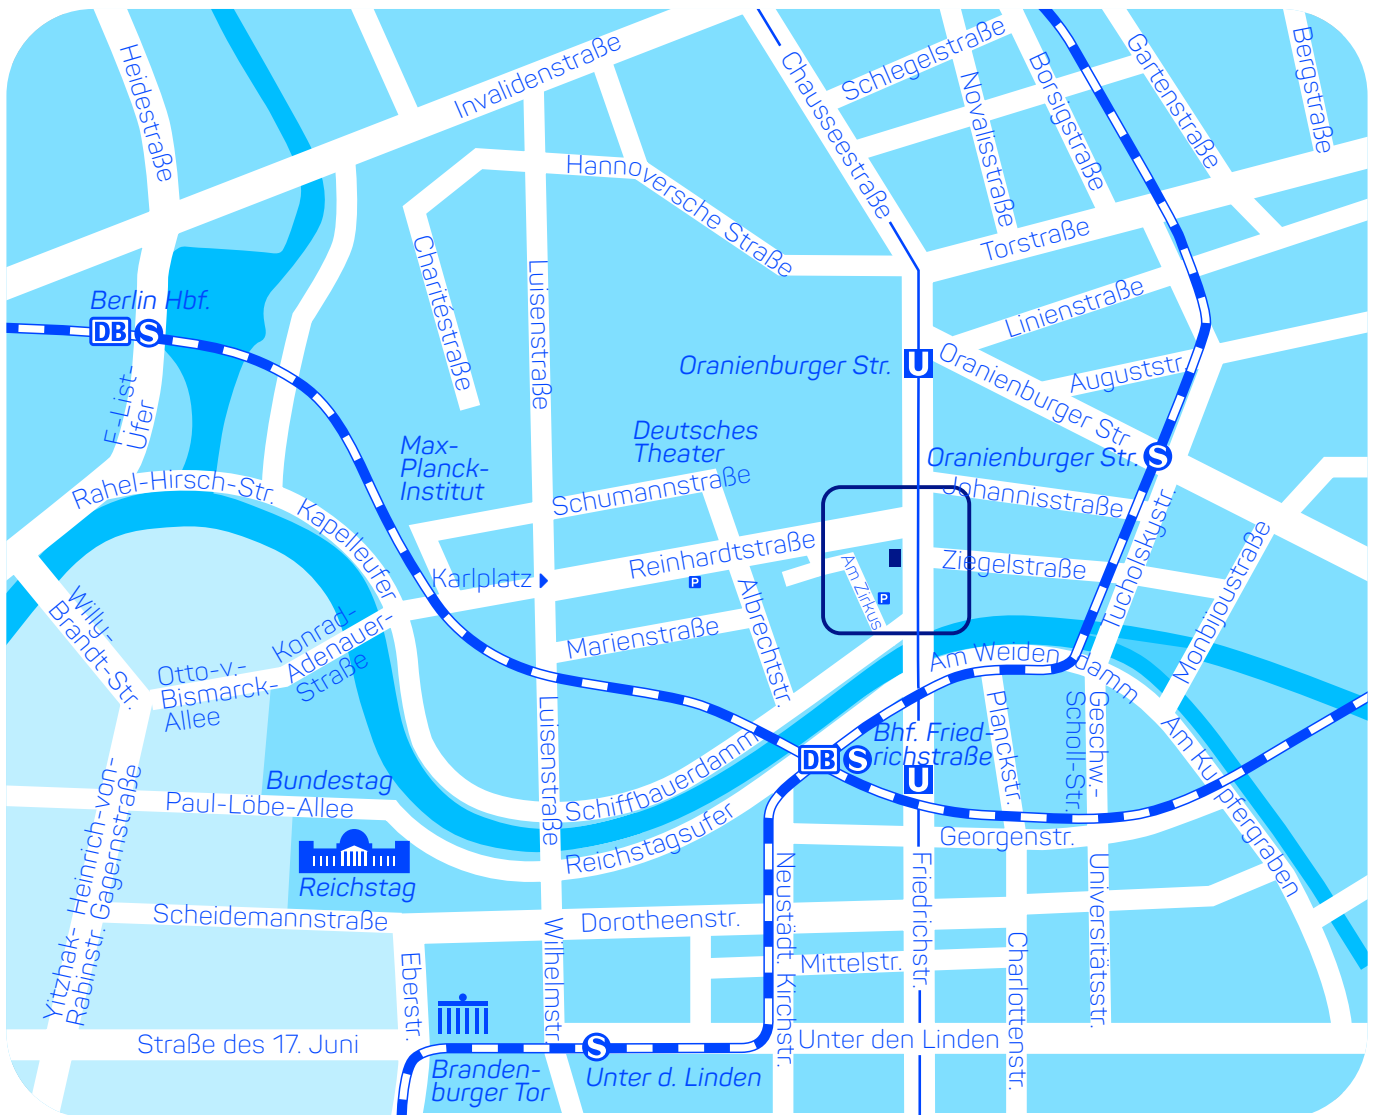 Heidestraße
Invalidenstraße
Chausseestraße
Schlegelstraße
Novalisstraße
Borsigstraße
Gartenstraße
Bergstraße
Hannoversche Straße
Charitéstraße
Luisenstraße
Torstraße
Linienstraße
Berlin Hbf.
DB S
F.-List-
Ufer
Oranienburger Str.
U
Oranienburger Str.
Auguststr.
Max-
Planck-
Institut
Deutsches
Theater
Oranienburger Str.
S
Rahel-Hirsch-Str.
Kapelleufer
Schumannstraße
Johannisstraße
Tucholskystr.
Monbijoustraße
Reinhardtstraße
Karlplatz
P
Am Zirkus
P
Ziegelstraße
Albrechtstr.
Marienstraße
Willy-
Brandt-Str.
Konrad-
Adenauer-
Straße
Otto-v.-
Bismarck-
Allee
Am Weidendamm
Luisenstraße
Planckstr.
Geschw.-
Scholl-Str.
Am Kupfergraben
Bhf. Fried-
richstraße
DB S
U
Schiffbauerdamm
Reichstagsufer
Bundestag
Paul-Löbe-Allee
Heinrich-von-
Gagernstraße
Yitzhak-
Rabinstr.
Reichstag
Georgenstr.
Scheidemannstraße
Dorotheenstr.
Neustädt. Kirchstr.
Friedrichstr.
Universitätsstr.
Charlottenstr.
Wilhelmstr.
Eberstr.
Mittelstr.
Straße des 17. Juni
Unter den Linden
S
Branden-
burger Tor
Unter d. Linden